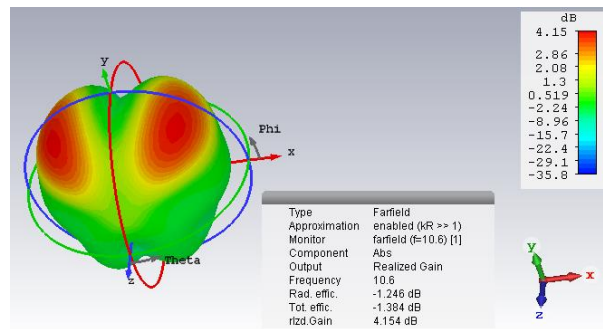 dB
4.15
2.86
2.08
1.3
0.519
-2.24
-8.96
-15.7
-22.4
-29.1
-35.8
y
Phi
x
Theta
z
Type Farfield
Approximation enabled (kR >> 1)
Monitor farfield (f=10.6) [1]
Component Abs
Output Realized Gain
Frequency 10.6
Rad. effic. -1.246 dB
Tot. effic. -1.384 dB
rlzd.Gain 4.154 dB
y
x
z